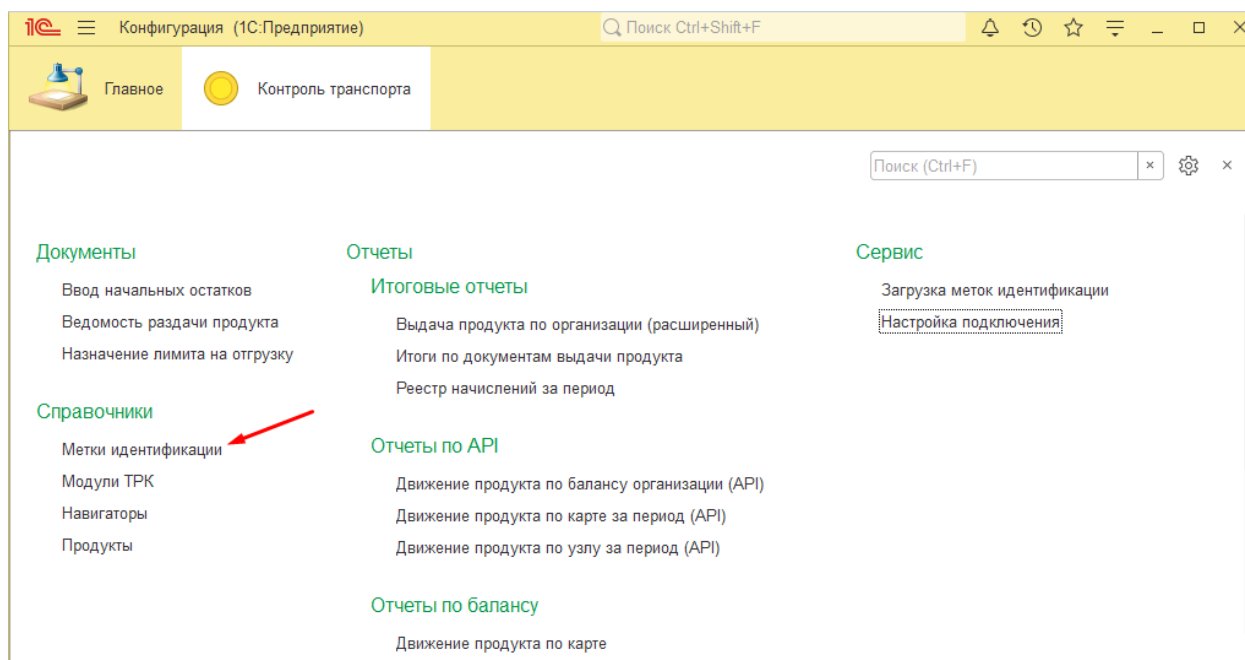 1С Конфигурация (1С:Предприятие) Поиск Ctrl+Shift+F
Главное Контроль транспорта
Поиск (Ctrl+F)
Документы
Ввод начальных остатков
Ведомость раздачи продукта
Назначение лимита на отгрузку
Справочники
Метки идентификации
Модули ТРК
Навигаторы
Продукты
Отчеты
Итоговые отчеты
Выдача продукта по организации (расширенный)
Итоги по документам выдачи продукта
Реестр начислений за период
Отчеты по API
Движение продукта по балансу организации (API)
Движение продукта по карте за период (API)
Движение продукта по узлу за период (API)
Отчеты по балансу
Движение продукта по карте
Сервис
Загрузка меток идентификации
Настройка подключения